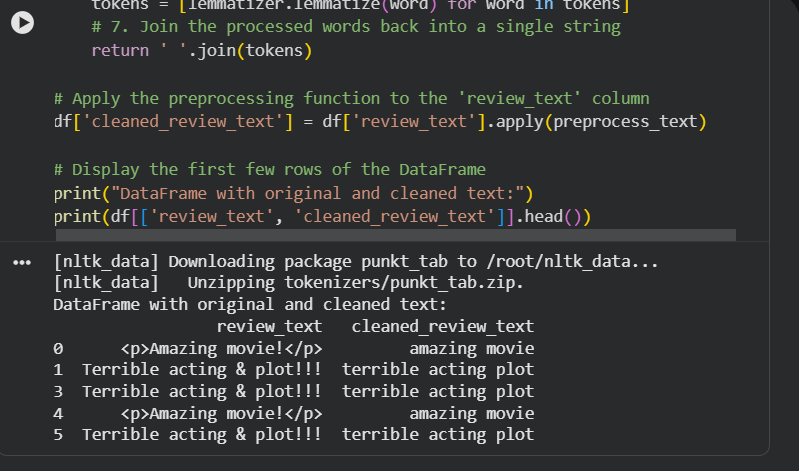 tokens = [lemmatizer.lemmatize(word) for word in tokens]
# 7. Join the processed words back into a single string
return ' '.join(tokens)
# Apply the preprocessing function to the 'review_text' column
df['cleaned_review_text'] = df['review_text'].apply(preprocess_text)
# Display the first few rows of the DataFrame
print("DataFrame with original and cleaned text:")
print(df[['review_text', 'cleaned_review_text']].head())
[nltk_data] Downloading package punkt_tab to /root/nltk_data...
[nltk_data]   Unzipping tokenizers/punkt_tab.zip.
DataFrame with original and cleaned text:
review_text   cleaned_review_text
0      <p>Amazing movie!</p>         amazing movie
1  Terrible acting & plot!!!  terrible acting plot
3  Terrible acting & plot!!!  terrible acting plot
4      <p>Amazing movie!</p>         amazing movie
5  Terrible acting & plot!!!  terrible acting plot